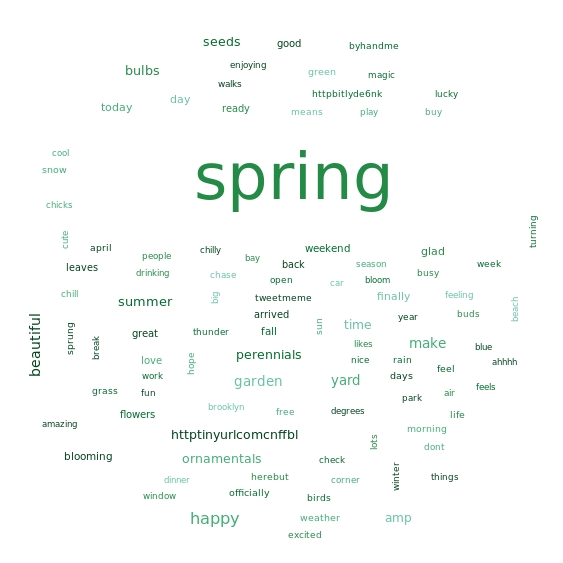 seeds good byhandme
bulbs enjoying green magic
walks
httpbitlyde6nk lucky
today day ready means play buy
cool
snow
spring
chicks
cute turning
april people chilly bay weekend glad
leaves drinking chase back season busy week
open car bloom
chill summer big tweetmeme finally feeling buds beach
arrived year
beautiful sprung break great thunder fall sun time likes make blue
love hope perennials nice rain ahhhh
work garden yard days feel
grass fun park air feels
amazing flowers brooklyn free degrees life
httptinyurlcomcnffbl lots morning dont
blooming ornamentals check
dinner herebut corner winter things
window officially birds
happy weather amp
excited